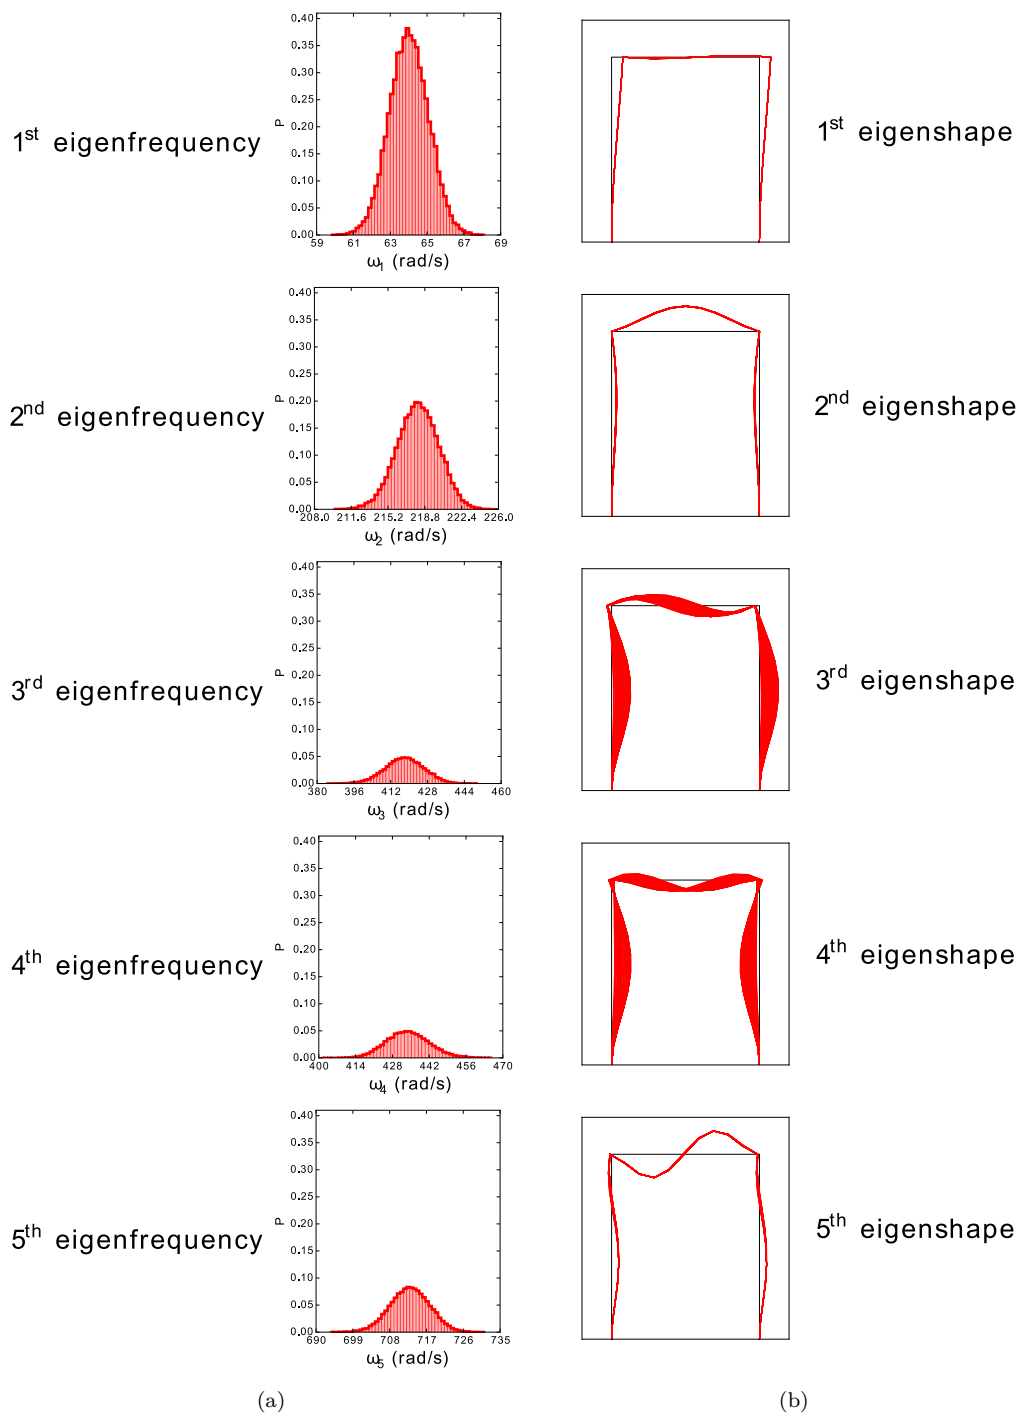 1st eigenfrequency
0.40
0.35
0.30
0.25
0.20
0.15
0.10
0.05
0.00
P
59 61 63 65 67 69
ω1 (rad/s)
1st eigenshape
2nd eigenfrequency
0.40
0.35
0.30
0.25
0.20
0.15
0.10
0.05
0.00
P
208.0 211.6 215.2 218.8 222.4 226.0
ω2 (rad/s)
2nd eigenshape
3rd eigenfrequency
0.40
0.35
0.30
0.25
0.20
0.15
0.10
0.05
0.00
P
380 396 412 428 444 460
ω3 (rad/s)
3rd eigenshape
4th eigenfrequency
0.40
0.35
0.30
0.25
0.20
0.15
0.10
0.05
0.00
P
400 414 428 442 456 470
ω4 (rad/s)
4th eigenshape
5th eigenfrequency
0.40
0.35
0.30
0.25
0.20
0.15
0.10
0.05
0.00
P
690 699 708 717 726 735
ω5 (rad/s)
5th eigenshape
(a) (b)